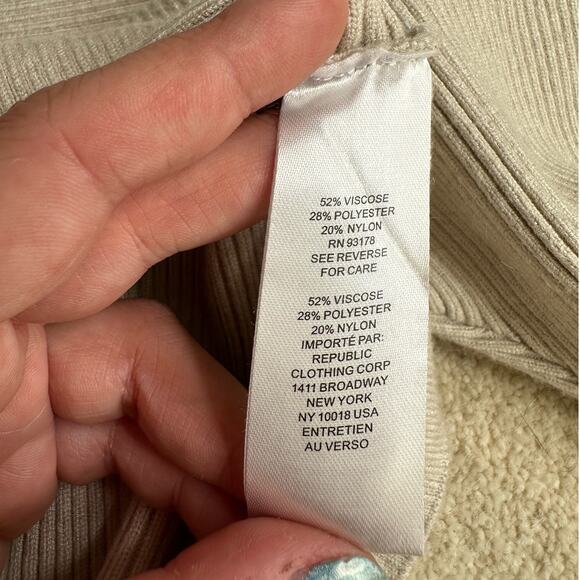 52% VISCOSE
28% POLYESTER
20% NYLON
RN 93178
SEE REVERSE
FOR CARE
52% VISCOSE
28% POLYESTER
20% NYLON
IMPORTÉ PAR:
REPUBLIC
CLOTHING CORP
1411 BROADWAY
NEW YORK
NY 10018 USA
ENTRETIEN
AU VERSO